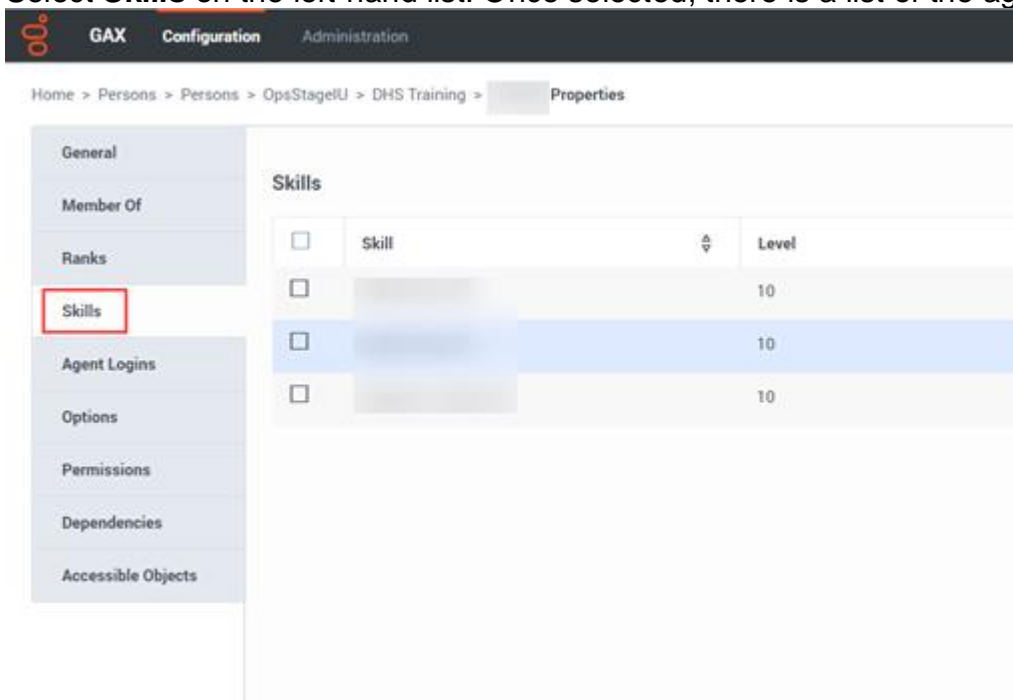 Select Skills on the left-hand list. Once selected, there is a list of the ag
GAX Configuration Administration
Home > Persons > Persons > OpsStageIU > DHS Training > Properties
General
Member Of
Ranks
Skills
Agent Logins
Options
Permissions
Dependencies
Accessible Objects
Skills
Skill Level
10
10
10